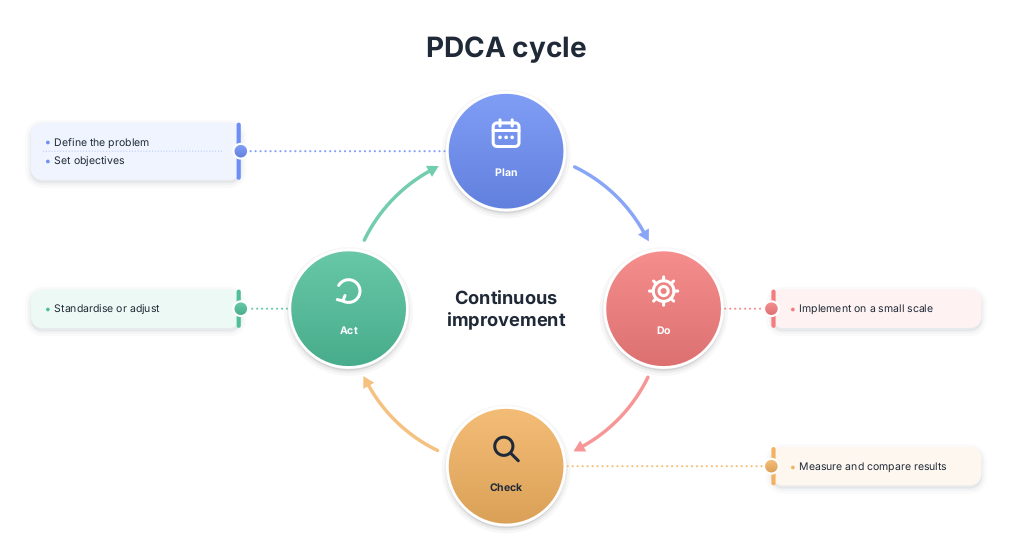 PDCA cycle
Define the problem
Set objectives
Plan
Standardise or adjust
Act
Continuous
improvement
Do
Implement on a small scale
Check
Measure and compare results